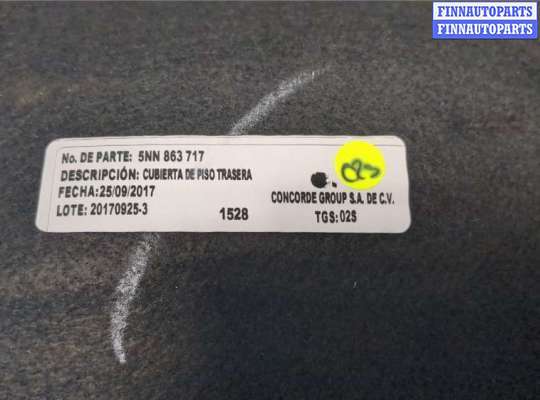 FINNAUTOPARTS
FINNAUTOPARTS
No. DE PARTE: 5NN 863 717
DESCRIPCIÓN: CUBIERTA DE PISO TRASERA
FECHA:25/09/2017
LOTE: 20170925-3
1528
CONCORDE GROUP S.A. DE C.V.
TGS: 02S